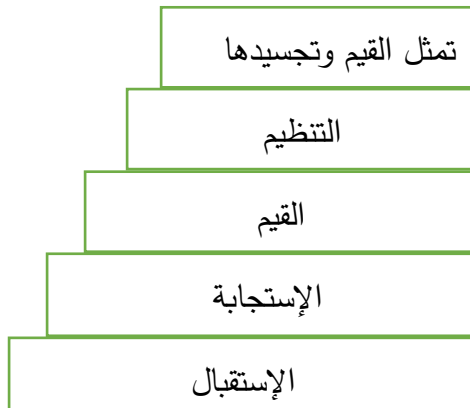 تمثل القيم وتجسيدها
التنظيم
القيم
الإستجابة
الإستقبال